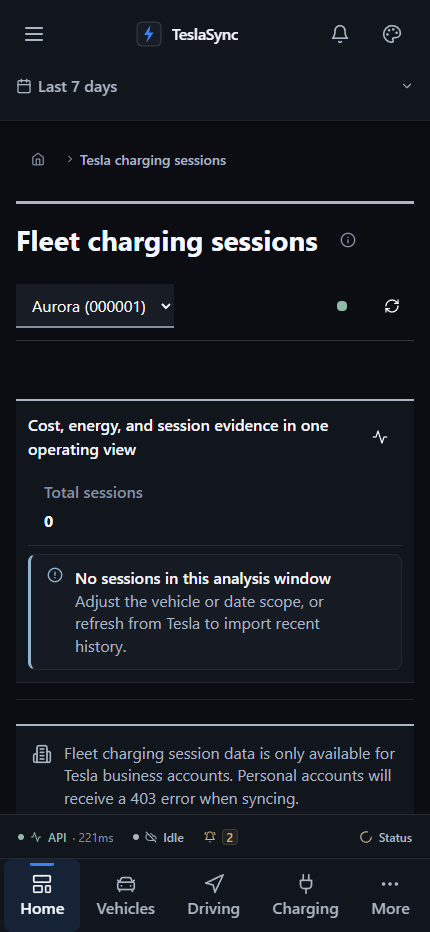 TeslaSync
Last 7 days
Tesla charging sessions
Fleet charging sessions
Aurora (000001)
Cost, energy, and session evidence in one
operating view
Total sessions
0
No sessions in this analysis window
Adjust the vehicle or date scope, or
refresh from Tesla to import recent
history.
Fleet charging session data is only available for
Tesla business accounts. Personal accounts will
receive a 403 error when syncing.
API · 221ms Idle 2 Status
Home Vehicles Driving Charging More